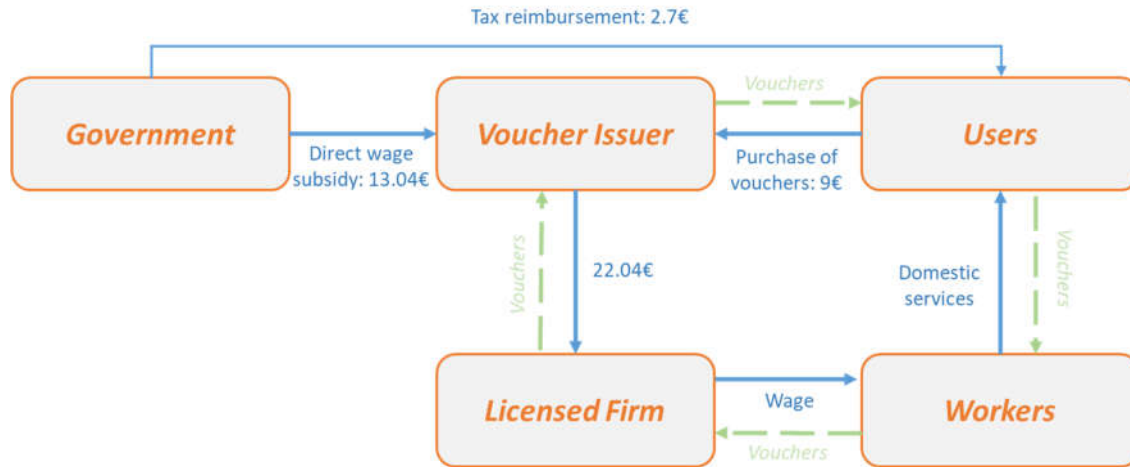 Tax reimbursement: 2.7€
Government
Direct wage
subsidy: 13.04€
Voucher Issuer
Vouchers
Purchase of
vouchers: 9€
Users
Vouchers
22.04€
Domestic
services
Vouchers
Licensed Firm
Wage
Vouchers
Workers